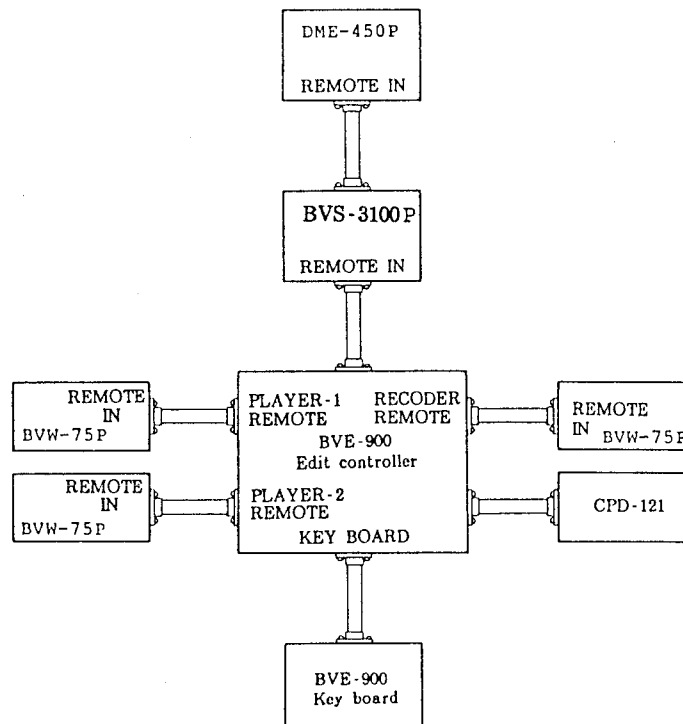 DME-450P
REMOTE IN
BVS-3100P
REMOTE IN
REMOTE
IN
BVW-75P
PLAYER-1
REMOTE
RECODER
REMOTE
BVE-900
Edit controller
REMOTE
IN BVW-75P
REMOTE
IN
BVW-75P
PLAYER-2
REMOTE
KEY BOARD
CPD-121
BVE-900
Key board